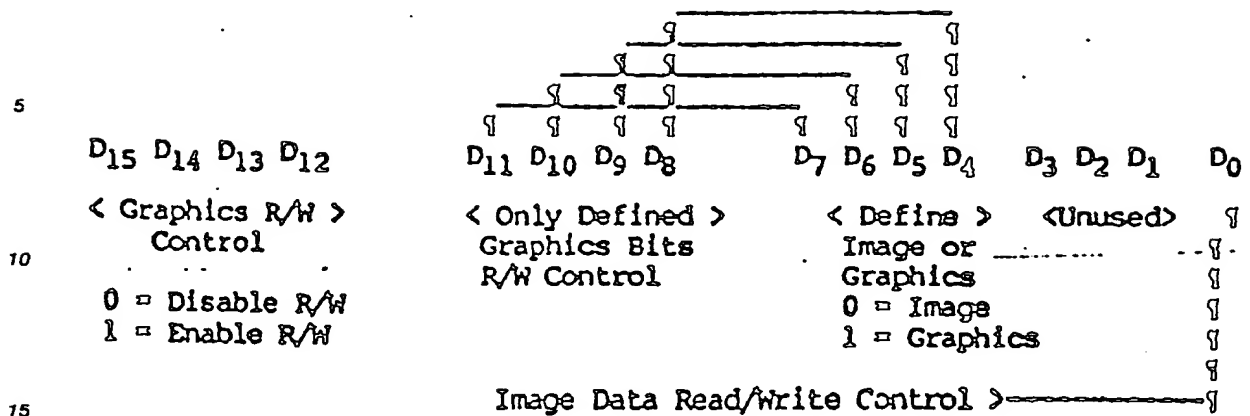 5
D15 D14 D13 D12 D11 D10 D9 D8 D7 D6 D5 D4 D3 D2 D1 D0
< Graphics R/W > < Only Defined > < Define > <Unused>
Control Graphics Bits Image or
10
R/W Control Graphics
0 = Disable R/W 0 = Image
1 = Enable R/W 1 = Graphics
15 Image Data Read/Write Control >